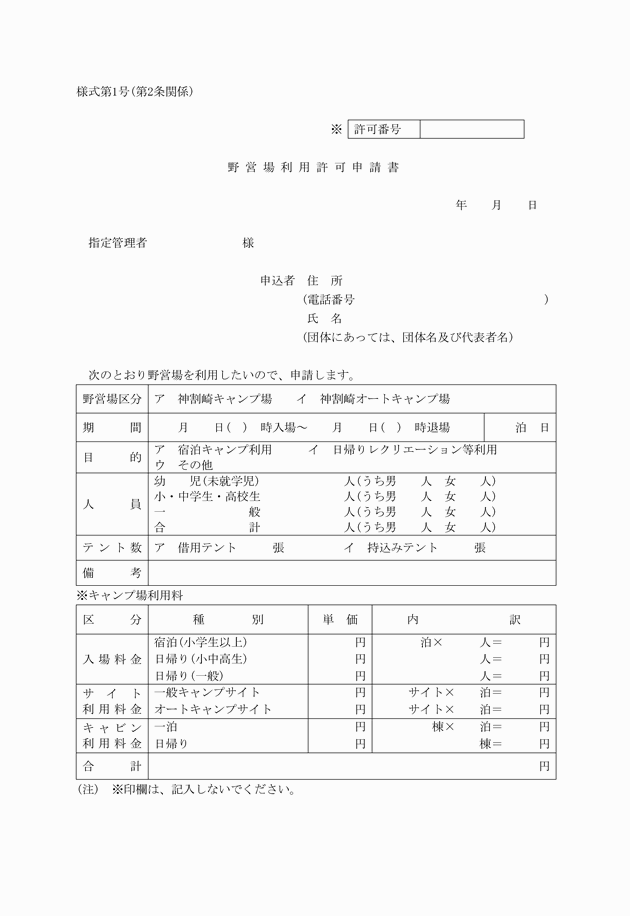 様式第1号(第2条関係)
※ 許可番号
野営場利用許可申請書
年　　月　　日
指定管理者　　　　　　　　様
申込者　住　所
(電話番号　　　　　　　　　　　　　　　　)
氏　名
(団体にあっては、団体名及び代表者名)
次のとおり野営場を利用したいので、申請します。
野営場区分　ア　神割崎キャンプ場　　イ　神割崎オートキャンプ場
期　　　間　　　月　　日(　)　時入場～　　月　　日(　)　時退場　　　泊　日
目　　　的　ア　宿泊キャンプ利用　　　イ　日帰りレクリエーション等利用
ウ　その他
人　　　員　幼　　児(未就学児)　　　　　　　人(うち男　　人　女　　人)
小・中学生・高校生　　　　　　　人(うち男　　人　女　　人)
一　　　　　　　般　　　　　　　人(うち男　　人　女　　人)
合　　　　　　　計　　　　　　　人(うち男　　人　女　　人)
テント数　ア　借用テント　　　張　　　　　イ　持込みテント　　　張
備　　　考
※キャンプ場利用料
区　　　分　　種　　　　別　　単　価　　内　　　　　　　訳
入場料金　宿泊(小学生以上)　　　円　　泊×　　　人＝　　　円
日帰り(小中高生)　　　円　　　　　人＝　　　円
日帰り(一般)　　　円　　　　　人＝　　　円
サイト利用料金　一般キャンプサイト　　　円　　サイト×　　泊＝　　　円
オートキャンプサイト　　　円　　サイト×　　泊＝　　　円
キャビン利用料金　一泊　　　円　　棟×　　泊＝　　　円
日帰り　　　円　　　　　棟＝　　　円
合　　　計　　　　　　　円
(注)　※印欄は、記入しないでください。